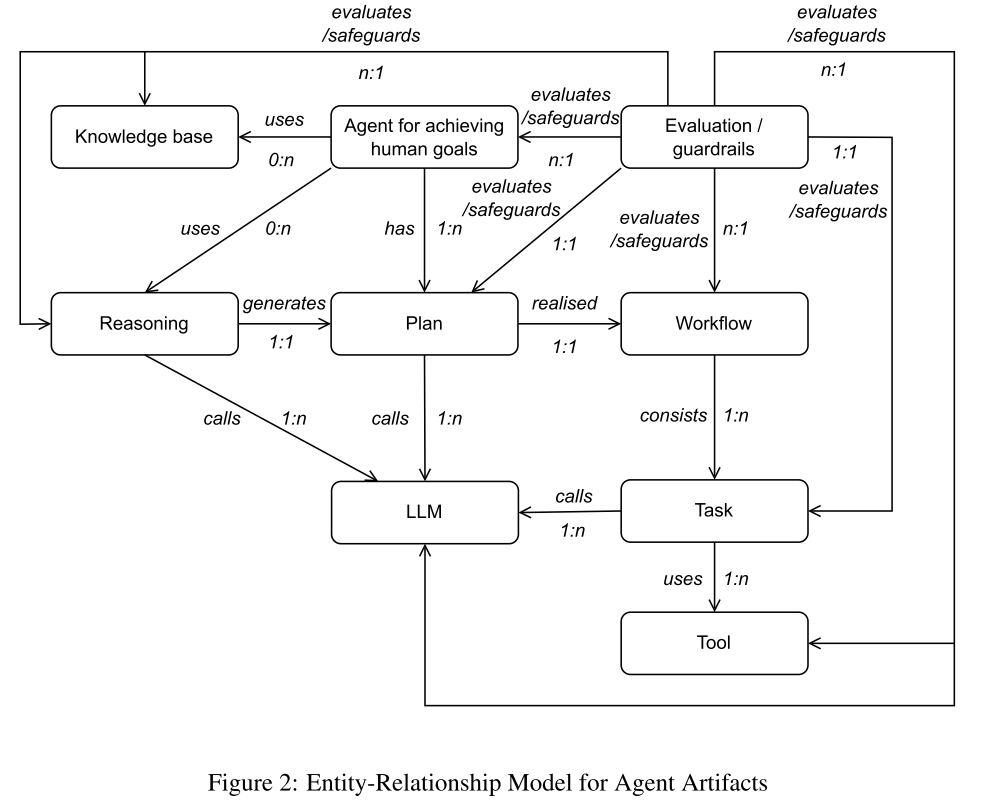 evaluates
/safeguards
n:1
evaluates
/safeguards
n:1
Knowledge base
uses
0:n
Agent for achieving
human goals
evaluates
/safeguards
n:1
Evaluation /
guardrails
1:1
evaluates
/safeguards
uses
0:n
has
1:n
evaluates
/safeguards
1:1
evaluates
/safeguards
n:1
Reasoning
generates
1:1
Plan
realised
1:1
Workflow
calls
1:n
calls
1:n
consists
1:n
LLM
calls
1:n
Task
uses
1:n
Tool
Figure 2: Entity-Relationship Model for Agent Artifacts